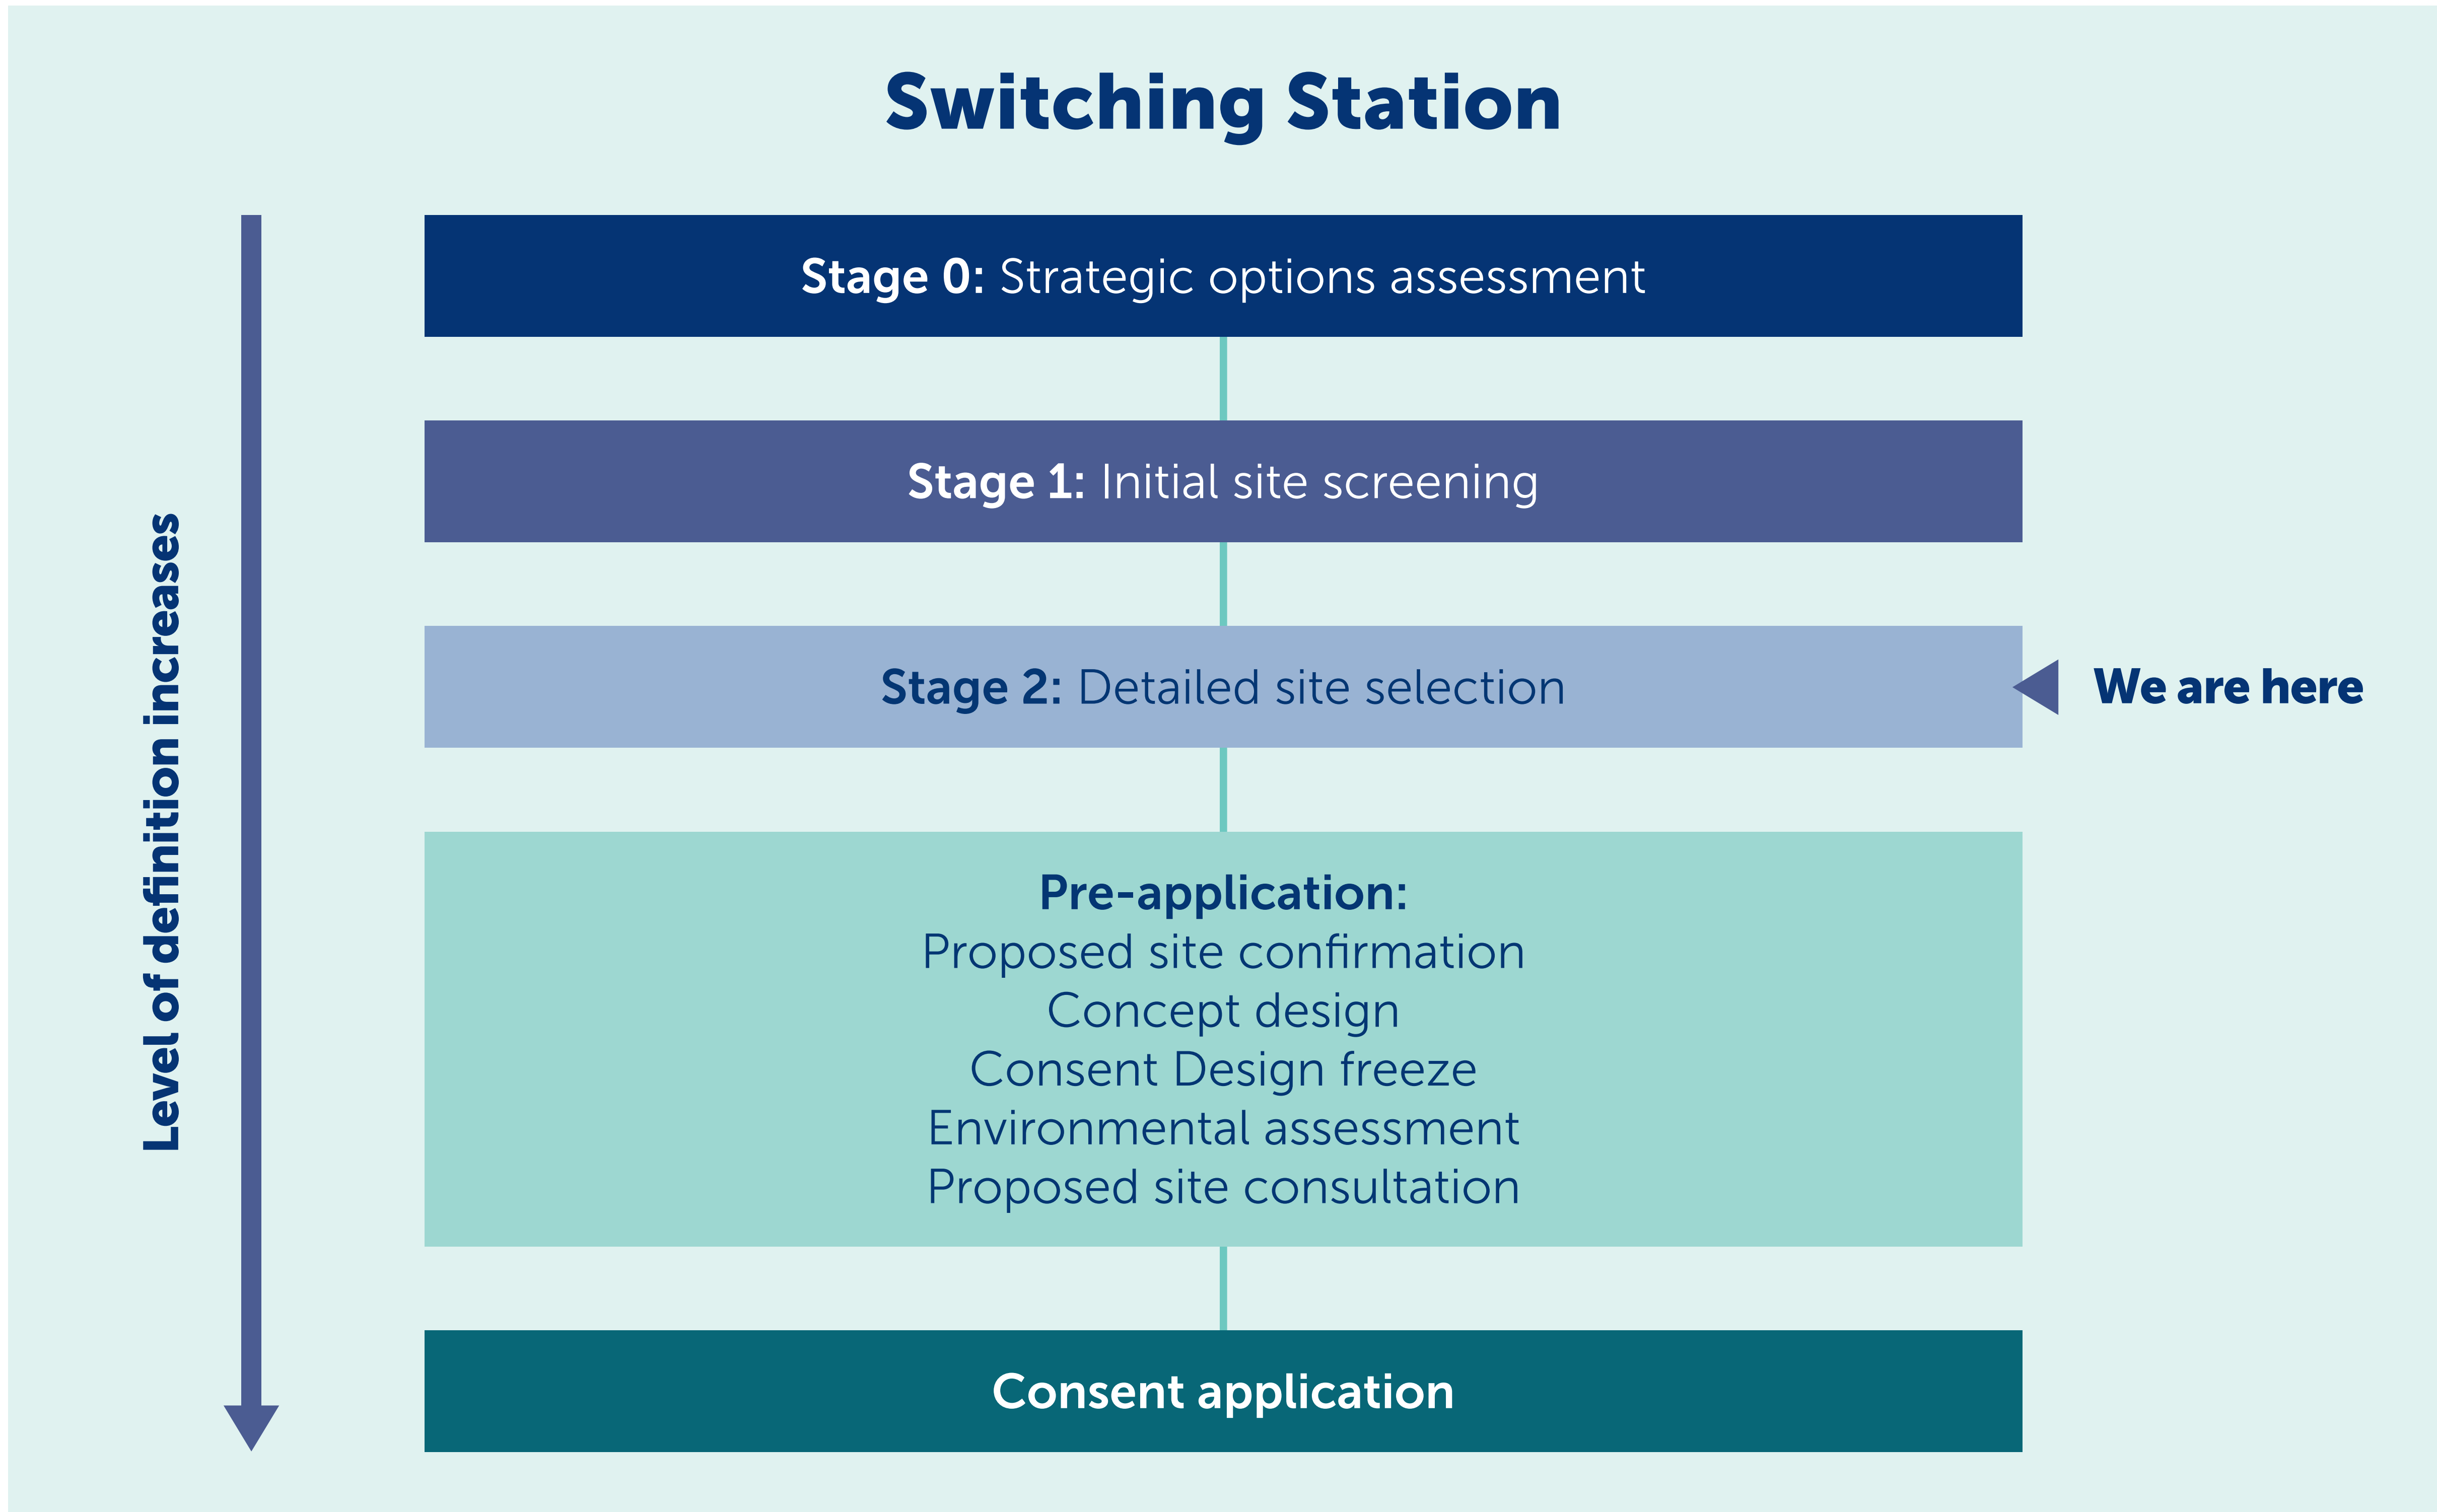 Switching Station
Level of definition increases
Stage 0: Strategic options assessment
Stage 1: Initial site screening
Stage 2: Detailed site selection
We are here
Pre-application:
Proposed site confirmation
Concept design
Consent Design freeze
Environmental assessment
Proposed site consultation
Consent application